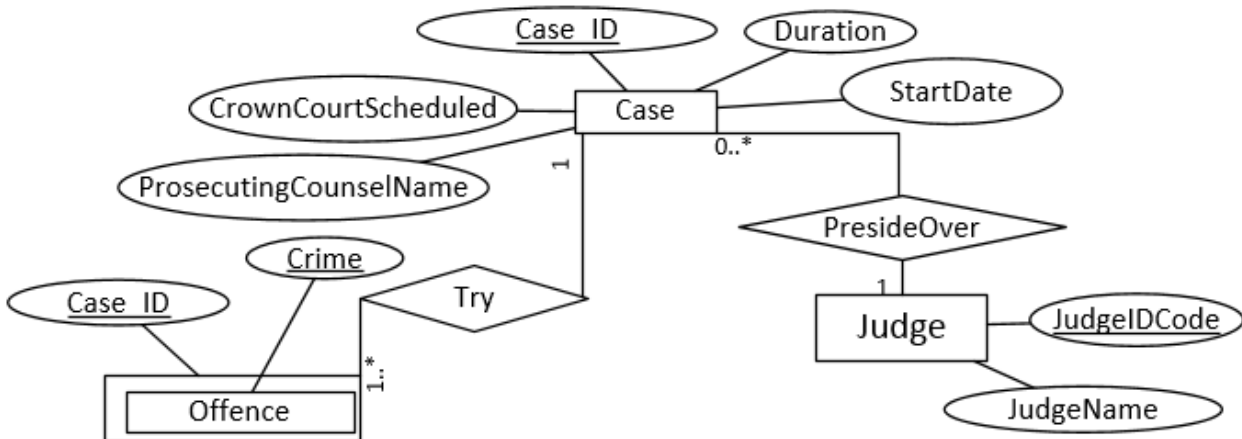 Case_ID
Duration
CrownCourtScheduled
Case
StartDate
0..*
1
ProsecutingCounselName
PresideOver
Crime
Case_ID
Try
1
Judge
JudgeIDCode
1..*
Offence
JudgeName